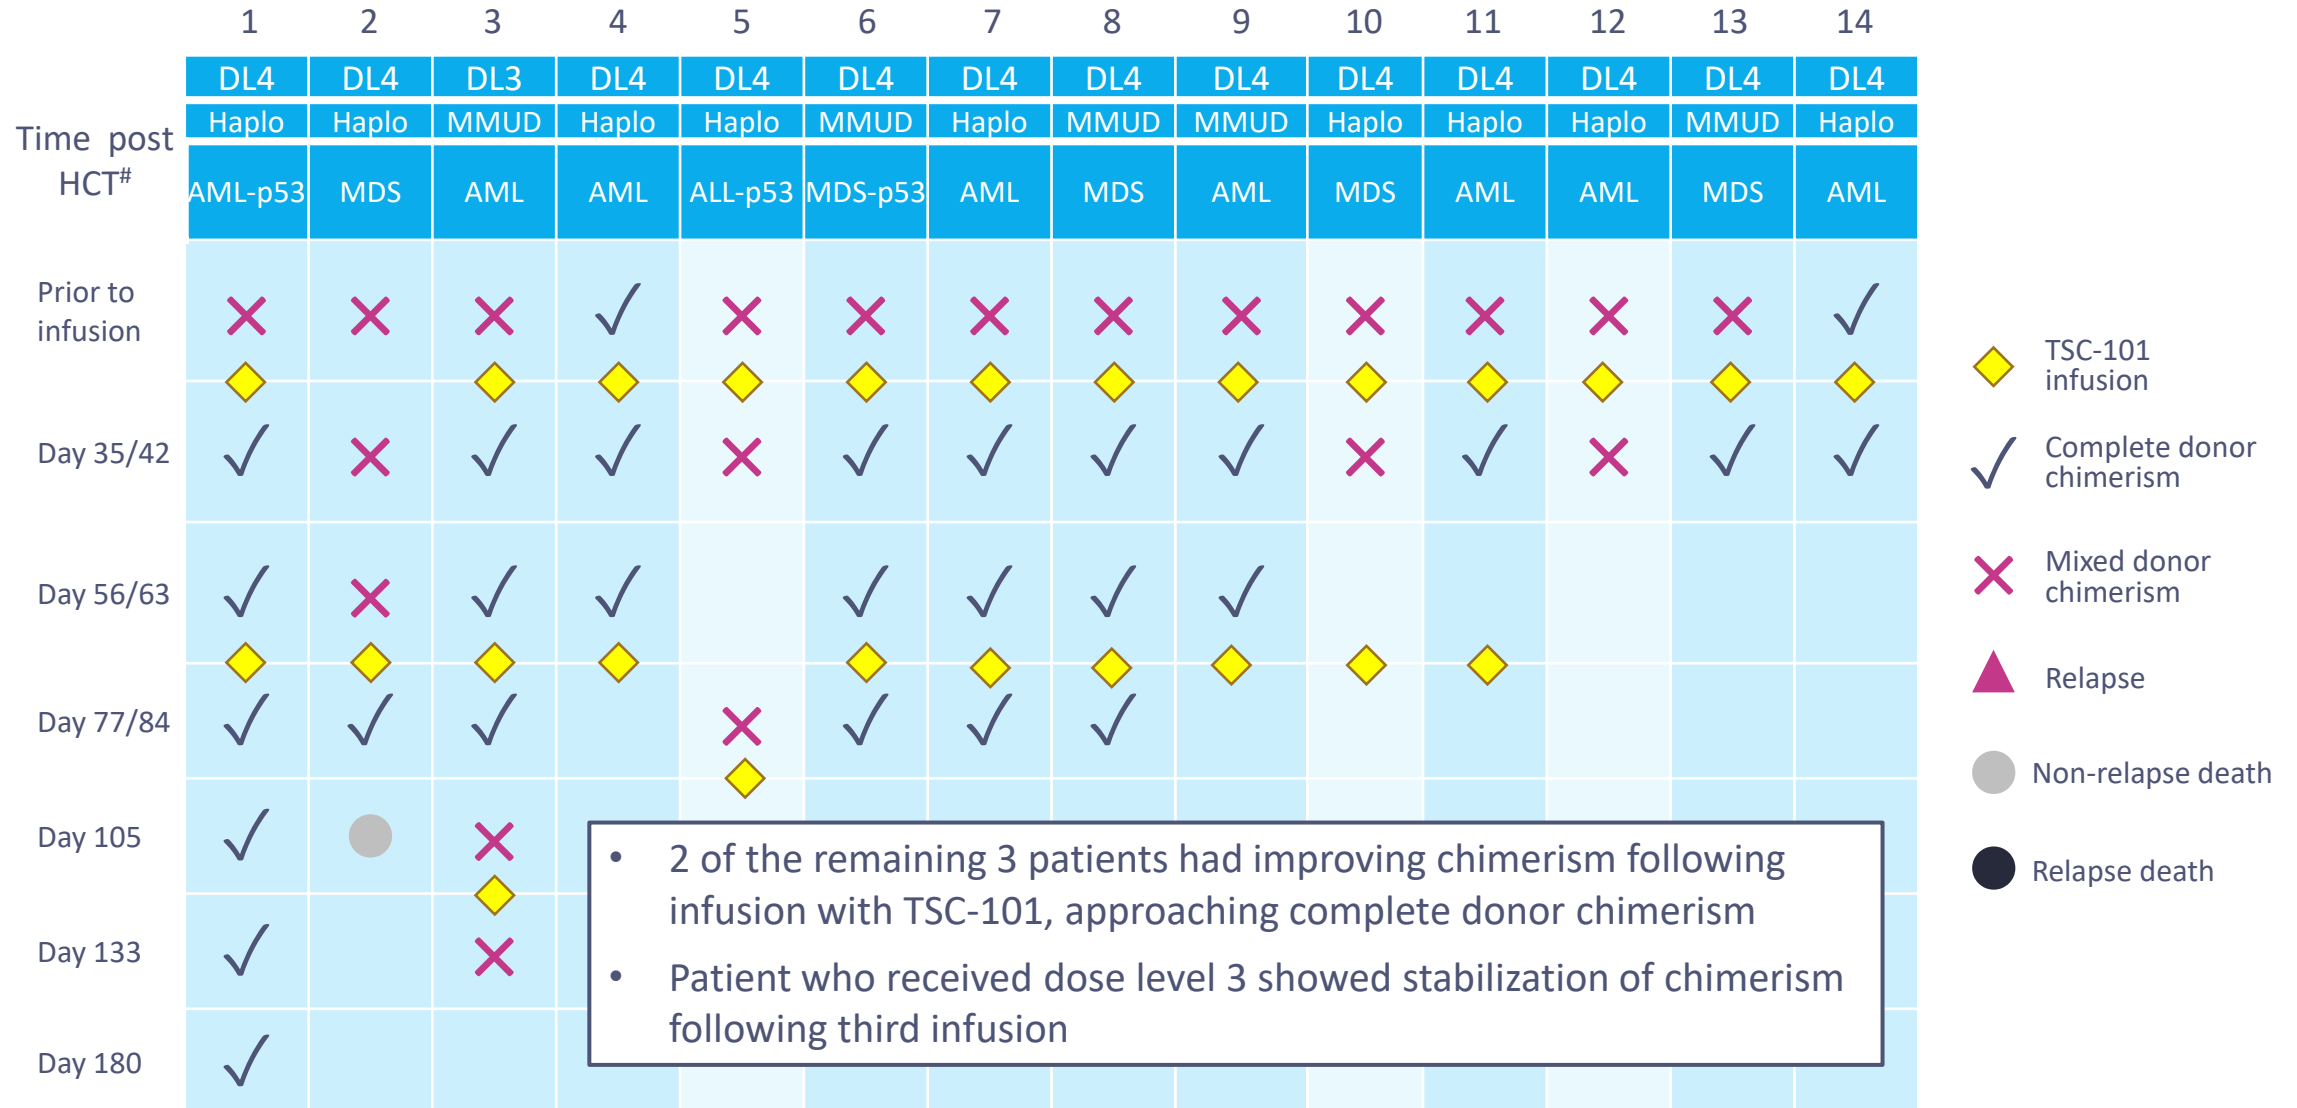 1 2 3 4 5 6 7 8 9 10 11 12 13 14
DL4 DL4 DL3 DL4 DL4 DL4 DL4 DL4 DL4 DL4 DL4 DL4 DL4 DL4
Haplo Haplo MMUD Haplo Haplo MMUD Haplo MMUD MMUD Haplo Haplo Haplo MMUD Haplo
Time post
HCT#
AML-p53 MDS AML AML ALL-p53 MDS-p53 AML MDS AML MDS AML AML MDS AML
Prior to
infusion
Day 35/42
Day 56/63
Day 77/84
Day 105
Day 133
Day 180
• 2 of the remaining 3 patients had improving chimerism following
infusion with TSC-101, approaching complete donor chimerism
• Patient who received dose level 3 showed stabilization of chimerism
following third infusion
TSC-101
infusion
Complete donor
chimerism
Mixed donor
chimerism
Relapse
Non-relapse death
Relapse death